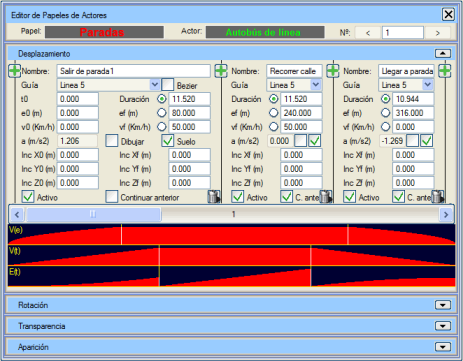 Editor de Papeles de Actores
Papel: Paradas Actor: Autobús de línea Nº: < 1 >
Desplazamiento
Nombre: Salir de parada1 Nombre: Recorrer calle Nombre: Llegar a parada
Guía Linea 5 Bezier Guía Linea 5 Guía Linea 5
t0 0.000 Duración 11.520 Duración 11.520 Duración 10.944
e0 (m) 0.000 ef (m) 80.000 ef (m) 240.000 ef (m) 316.000
v0 (Km/h) 0.000 vf (Km/h) 50.000 vf (Km/h) 50.000 vf (Km/h) 0.000
a (m/s2) 1.206 Dibujar Suelo a (m/s2) 0.000 a (m/s2) -1.269
Inc X0 (m) 0.000 Inc Xf (m) 0.000 Inc Xf (m) 0.000 Inc Xf (m) 0.000
Inc Y0 (m) 0.000 Inc Yf (m) 0.000 Inc Yf (m) 0.000 Inc Yf (m) 0.000
Inc Z0 (m) 0.000 Inc Zf (m) 0.000 Inc Zf (m) 0.000 Inc Zf (m) 0.000
Activo Continuar anterior Activo C. ante Activo C. ante
< 1 >
V(e)
V(t)
E(t)
Rotación
Transparencia
Aparición